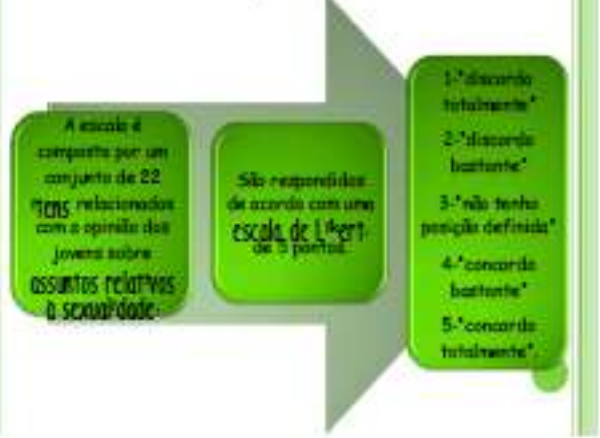 A escala é
composta por um
conjunto de 22
itens relacionados
com a opinião dos
jovens sobre
assuntos relativos
à sexualidade.
São respondidos
de acordo com uma
escala de Likert
de 5 pontos.
1-"discordo
totalmente"
2-"discordo
bastante"
3-"não tenho
posição definida"
4-"concordo
bastante"
5-"concordo
totalmente".